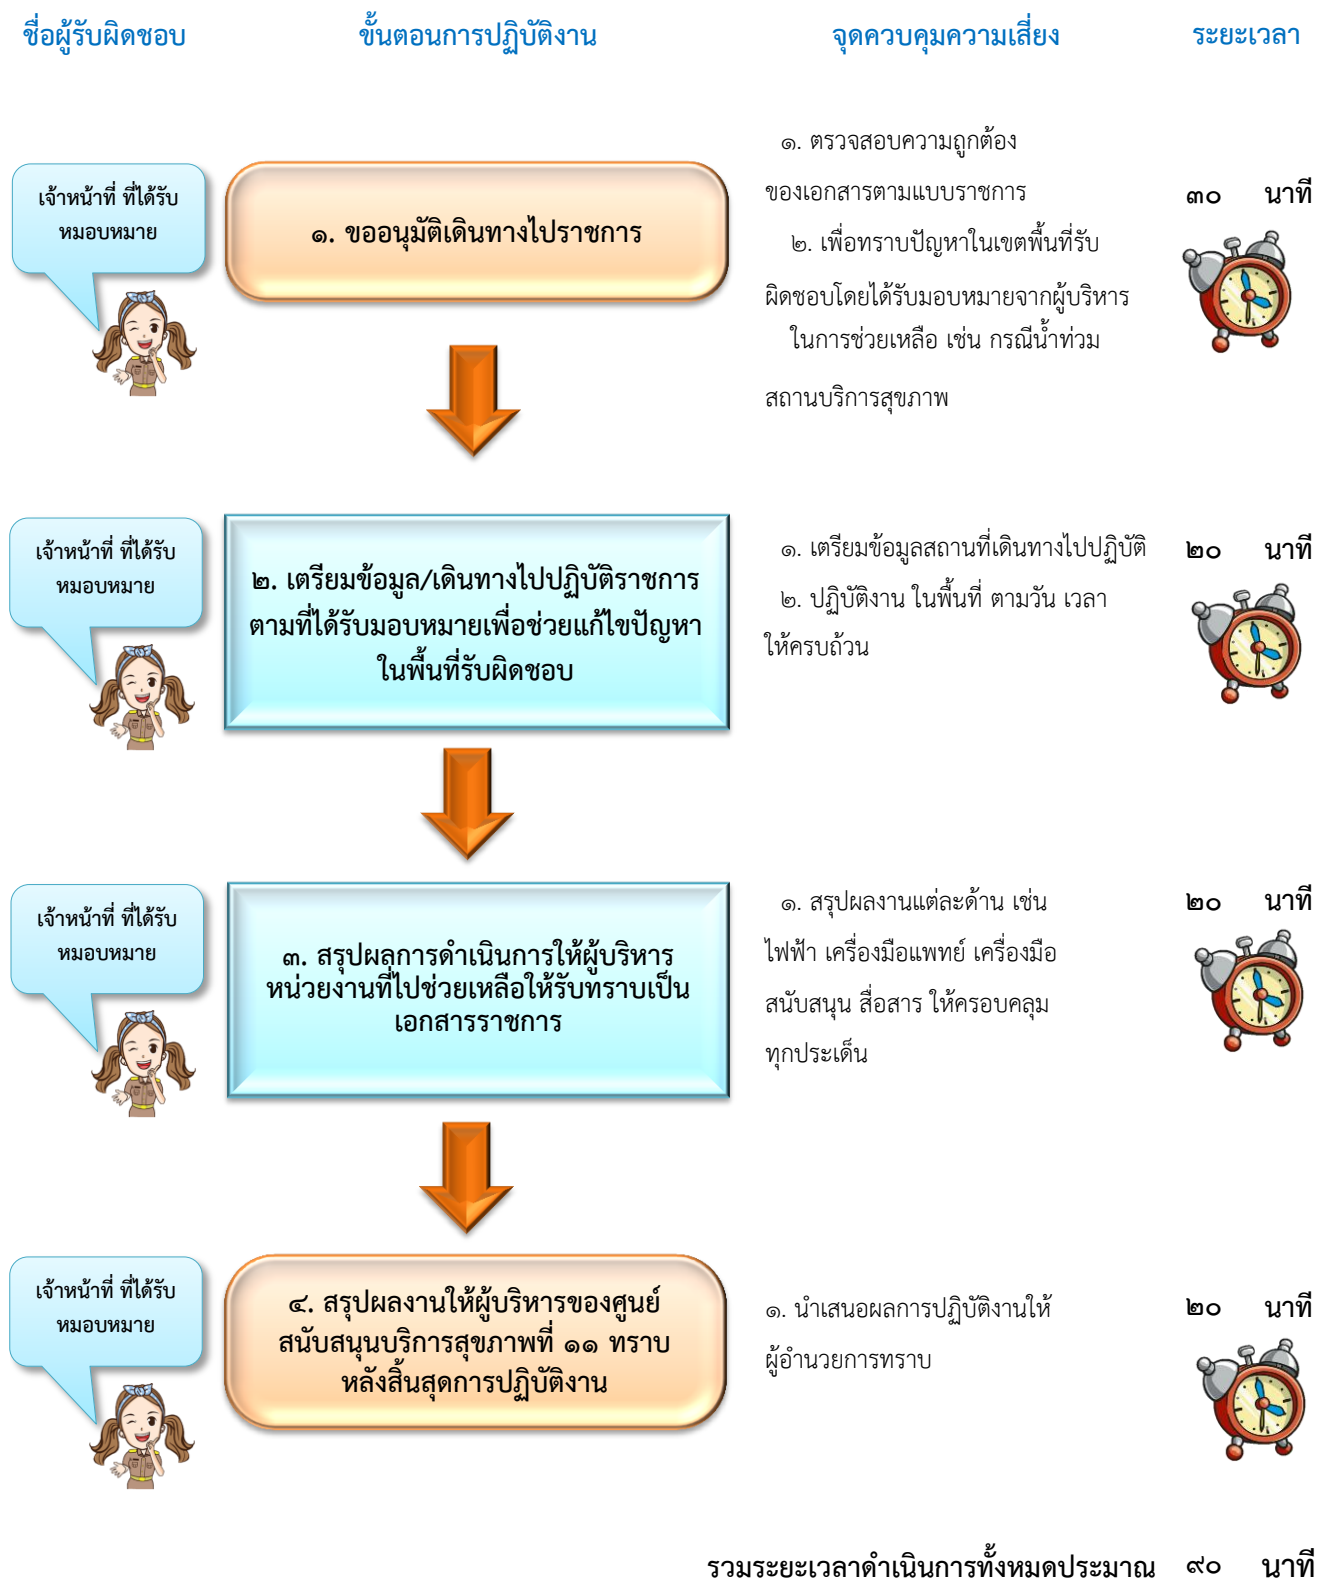 ชื่อผู้รับผิดชอบ ขั้นตอนการปฏิบัติงาน จุดควบคุมความเสี่ยง ระยะเวลา
เจ้าหน้าที่ ที่ได้รับ
หมอบหมาย
๑. ขออนุมัติเดินทางไปราชการ
๑. ตรวจสอบความถูกต้อง
ของเอกสารตามแบบราชการ
๒. เพื่อทราบปัญหาในเขตพื้นที่รับ
ผิดชอบโดยได้รับมอบหมายจากผู้บริหาร
ในการช่วยเหลือ เช่น กรณีน้ำท่วม
สถานบริการสุขภาพ
๓๐ นาที
เจ้าหน้าที่ ที่ได้รับ
หมอบหมาย
๒. เตรียมข้อมูล/เดินทางไปปฏิบัติราชการ
ตามที่ได้รับมอบหมายเพื่อช่วยแก้ไขปัญหา
ในพื้นที่รับผิดชอบ
๑. เตรียมข้อมูลสถานที่เดินทางไปปฏิบัติ
๒. ปฏิบัติงาน ในพื้นที่ ตามวัน เวลา
ให้ครบถ้วน
๒๐ นาที
เจ้าหน้าที่ ที่ได้รับ
หมอบหมาย
๓. สรุปผลการดำเนินการให้ผู้บริหาร
หน่วยงานที่ไปช่วยเหลือให้รับทราบเป็น
เอกสารราชการ
๑. สรุปผลงานแต่ละด้าน เช่น
ไฟฟ้า เครื่องมือแพทย์ เครื่องมือ
สนับสนุน สื่อสาร ให้ครอบคลุม
ทุกประเด็น
๒๐ นาที
เจ้าหน้าที่ ที่ได้รับ
หมอบหมาย
๔. สรุปผลงานให้ผู้บริหารของศูนย์
สนับสนุนบริการสุขภาพที่ ๑๑ ทราบ
หลังสิ้นสุดการปฏิบัติงาน
๑. นำเสนอผลการปฏิบัติงานให้
ผู้อำนวยการทราบ
๒๐ นาที
รวมระยะเวลาดำเนินการทั้งหมดประมาณ ๙๐ นาที